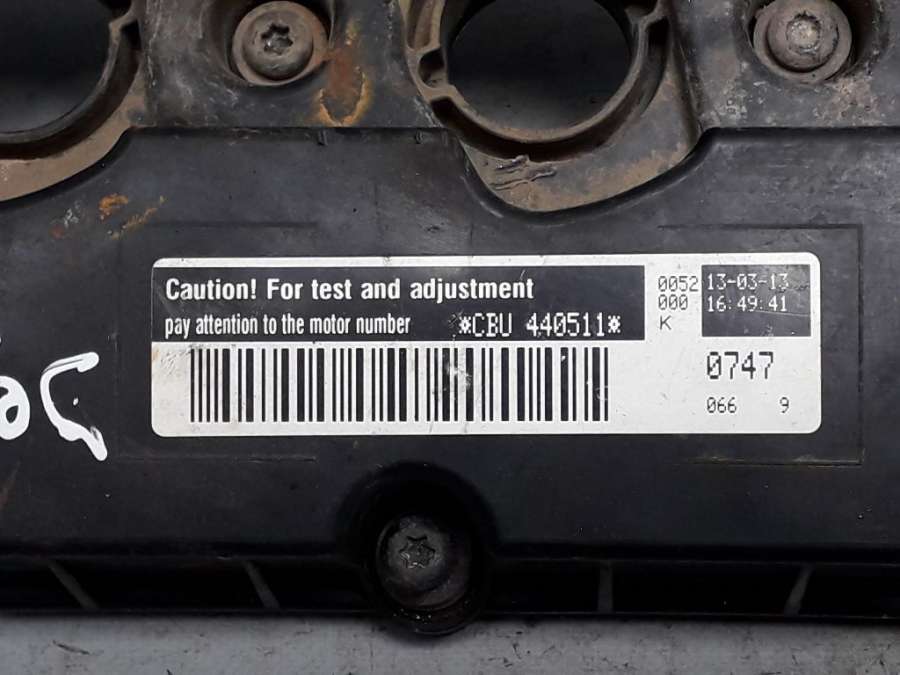 Caution! For test and adjustment
pay attention to the motor number *CBU 440511*
0052
000
K
13-03-13
16:49:41
0747
066 9